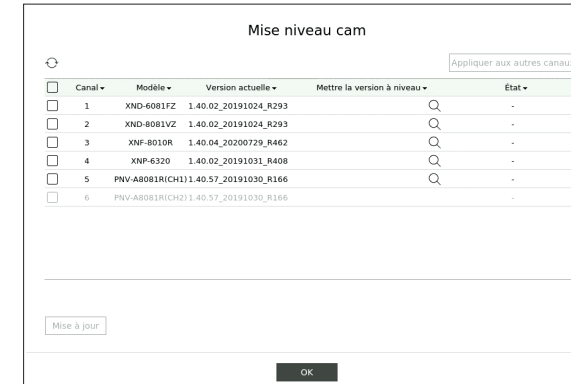 Mise niveau cam
Appliquer aux autres canaux
Canal Modèle Version actuelle Mettre la version à niveau État
1 XND-6081FZ 1.40.02_20191024_R293 -
2 XND-8081VZ 1.40.02_20191024_R293 -
3 XNF-8010R 1.40.04_20200729_R462 -
4 XNP-6320 1.40.02_20191031_R408 -
5 PNV-A8081R(CH1) 1.40.57_20191030_R166 -
6 PNV-A8081R(CH2) 1.40.57_20191030_R166 -
Mise à jour
OK